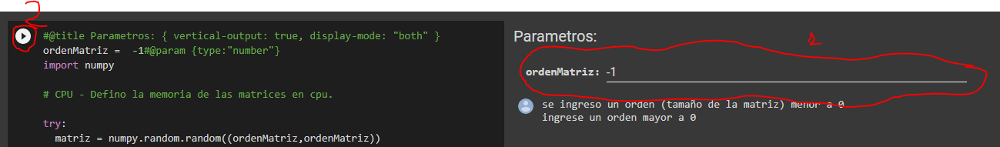 2
#@title Parametros: { vertical-output: true, display-mode: "both" }
ordenMatriz =  -1#@param {type:"number"}
import numpy
# CPU - Defino la memoria de las matrices en cpu.
try:
  matriz = numpy.random.random((ordenMatriz,ordenMatriz))
Parametros:
ordenMatriz: -1
se ingreso un orden (tamaño de la matriz) menor a 0
ingrese un orden mayor a 0